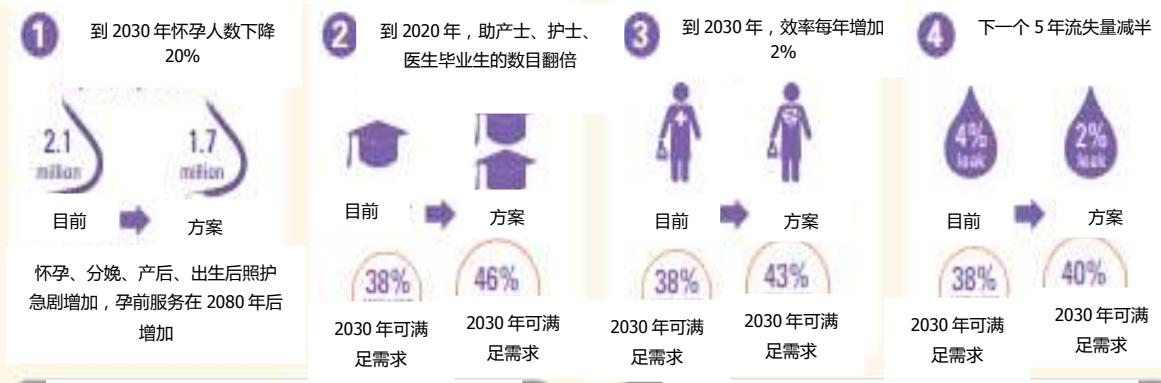 1
到 2030 年怀孕人数下降
20%
2.1
million
1.7
million
目前
方案
怀孕、分娩、产后、出生后照护
急剧增加，孕前服务在 2080 年后
增加
2
到 2020 年，助产士、护士、
医生毕业生的数目翻倍
目前
方案
38%
46%
2030 年可满
足需求
2030 年可满
足需求
3
到 2030 年，效率每年增加
2%
目前
方案
38%
43%
2030 年可满
足需求
2030 年可满
足需求
4
下一个 5 年流失量减半
4%
leak
2%
leak
目前
方案
38%
40%
2030 年可满
足需求
2030 年可满
足需求